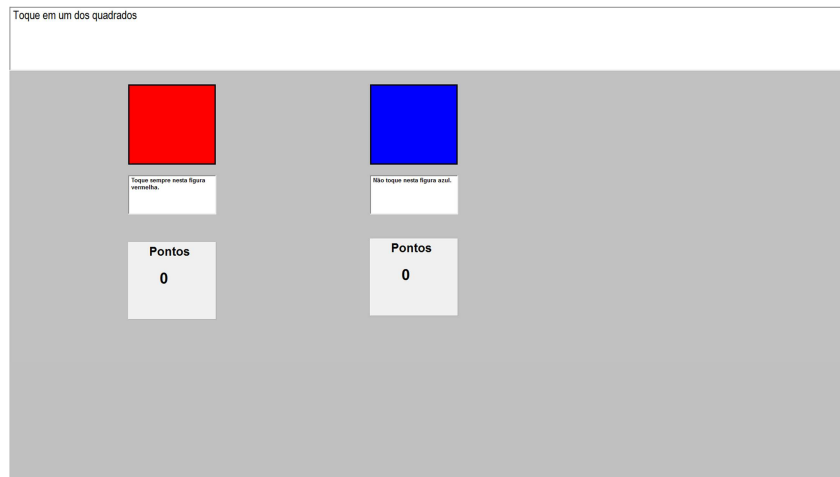 Toque em um dos quadrados
Toque sempre nesta figura
vermelha.
Não toque nesta figura azul.
Pontos
0
Pontos
0